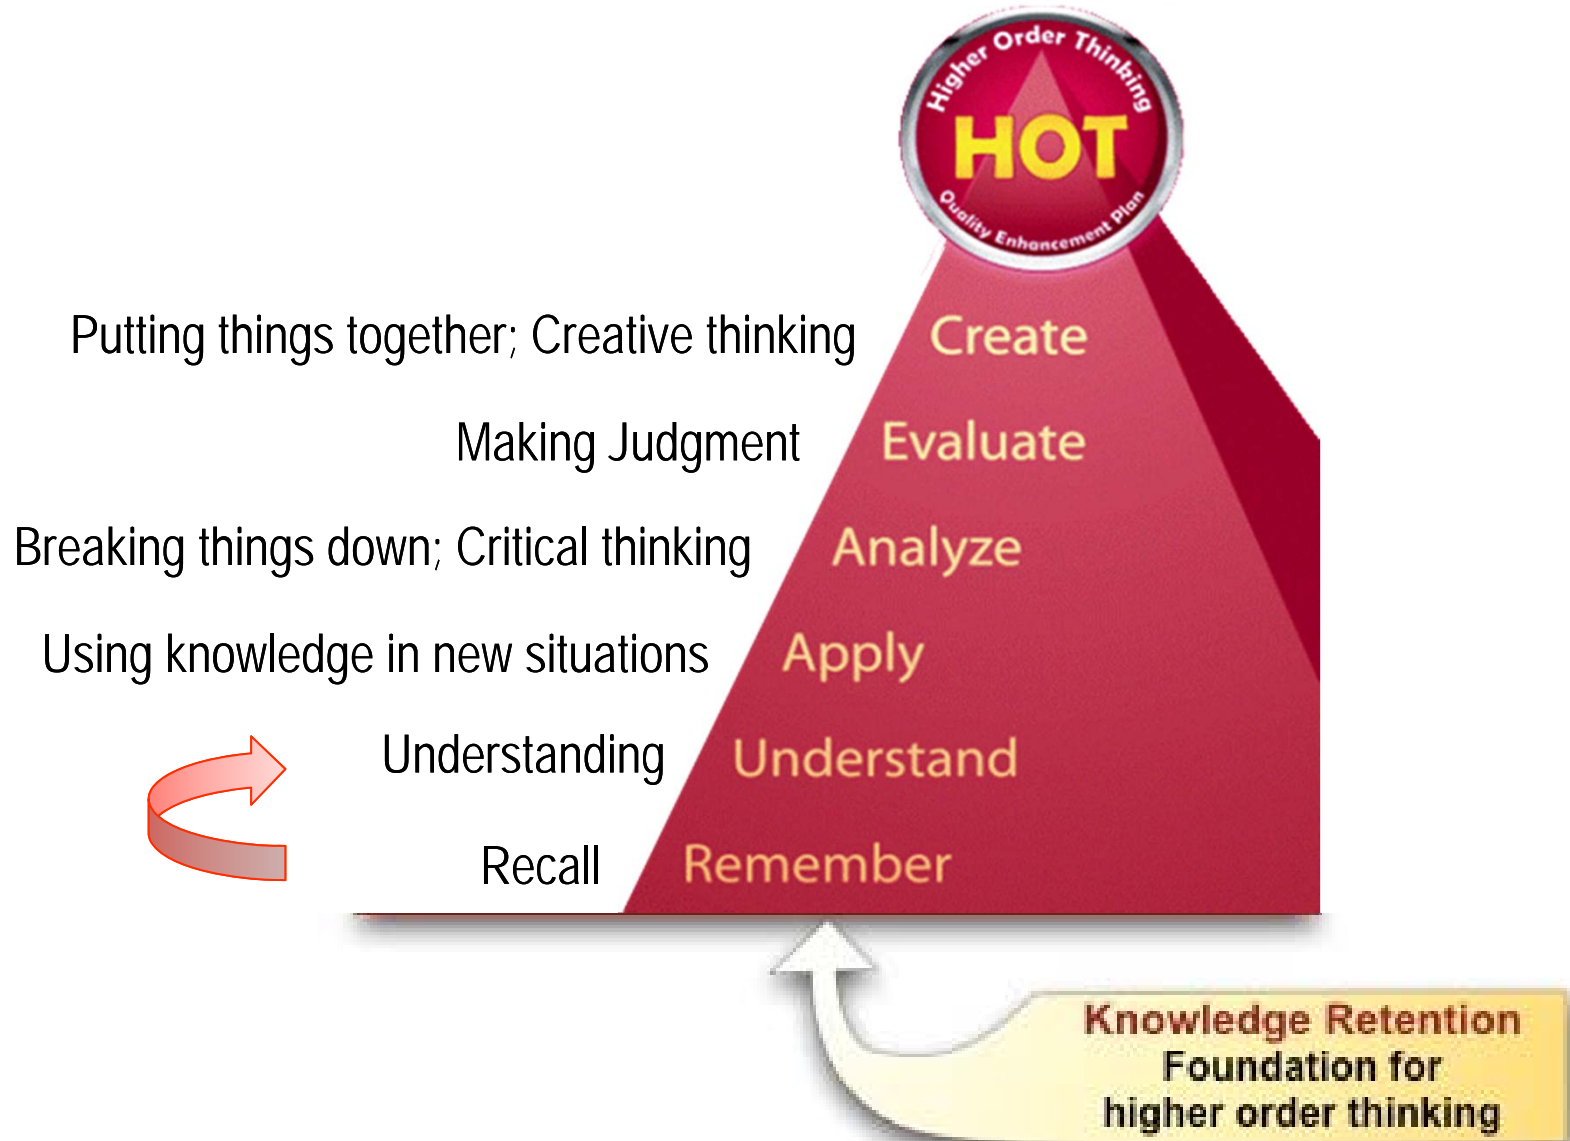 Higher Order Thinking
HOT
Quality Enhancement Plan
Putting things together; Creative thinking Create
Making Judgment Evaluate
Breaking things down; Critical thinking Analyze
Using knowledge in new situations Apply
Understanding Understand
Recall Remember
Knowledge Retention
Foundation for
higher order thinking